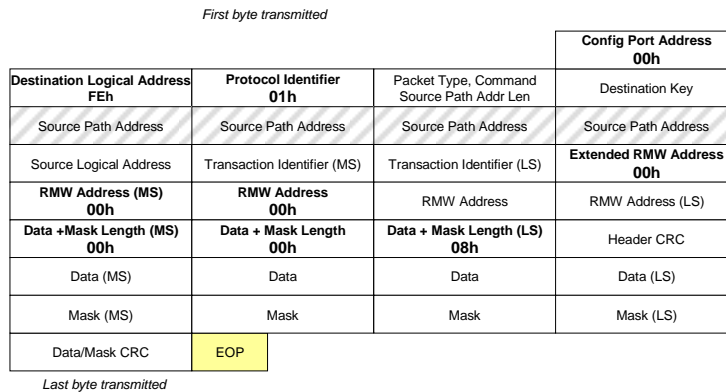 First byte transmitted
Config Port Address
00h
Destination Logical Address
FEh
Protocol Identifier
01h
Packet Type, Command
Source Path Addr Len
Destination Key
Source Path Address
Source Path Address
Source Path Address
Source Path Address
Source Logical Address
Transaction Identifier (MS)
Transaction Identifier (LS)
Extended RMW Address
00h
RMW Address (MS)
00h
RMW Address
00h
RMW Address
RMW Address (LS)
Data +Mask Length (MS)
00h
Data + Mask Length
00h
Data + Mask Length (LS)
08h
Header CRC
Data (MS)
Data
Data
Data (LS)
Mask (MS)
Mask
Mask
Mask (LS)
Data/Mask CRC
EOP
Last byte transmitted